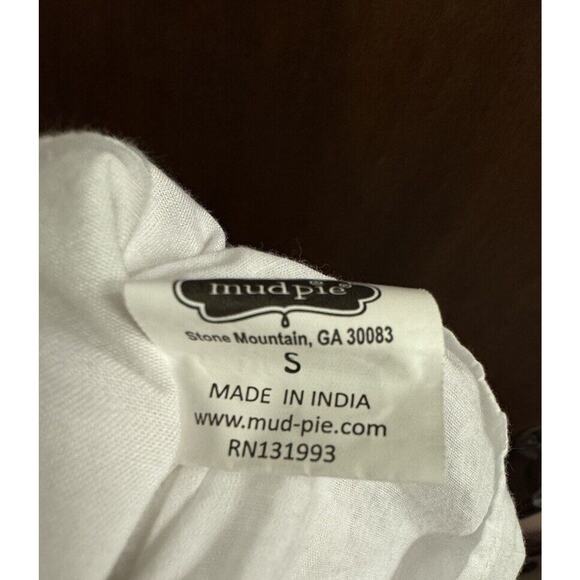 mudpie
Stone Mountain, GA 30083
S
MADE IN INDIA
www.mud-pie.com
RN131993